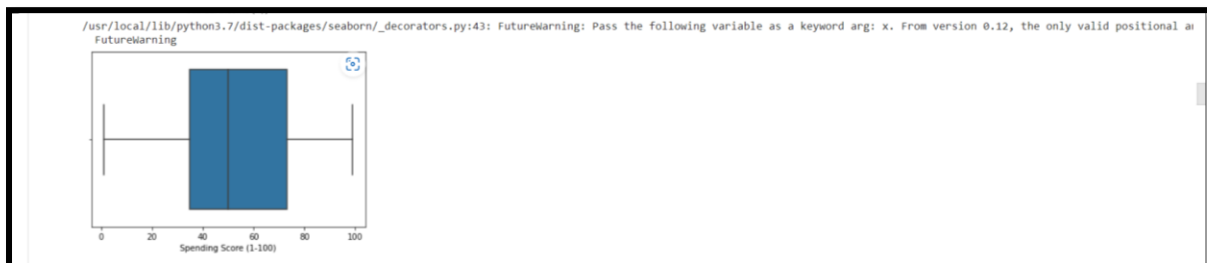 /usr/local/lib/python3.7/dist-packages/seaborn/_decorators.py:43: FutureWarning: Pass the following variable as a keyword arg: x. From version 0.12, the only valid positional
FutureWarning
0 20 40 60 80 100
Spending Score (1-100)